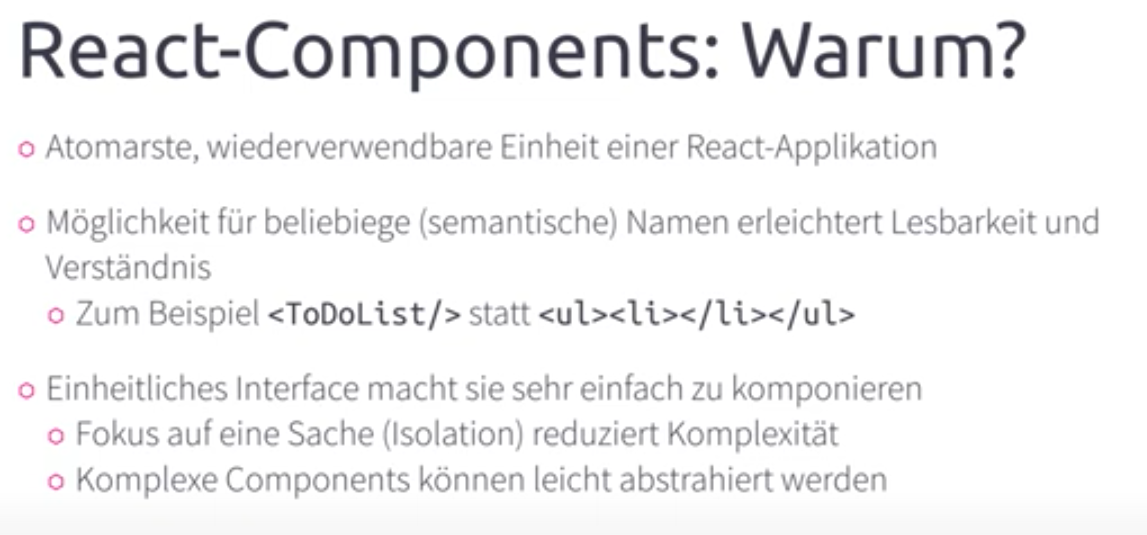 React-Components: Warum?
Atomarste, wiederverwendbare Einheit einer React-Applikation
Möglichkeit für beliebiege (semantische) Namen erleichtert Lesbarkeit und
Verständnis
Zum Beispiel <ToDoList/> statt <ul><li></li></ul>
Einheitliches Interface macht sie sehr einfach zu komponieren
Fokus auf eine Sache (Isolation) reduziert Komplexität
Komplexe Components können leicht abstrahiert werden